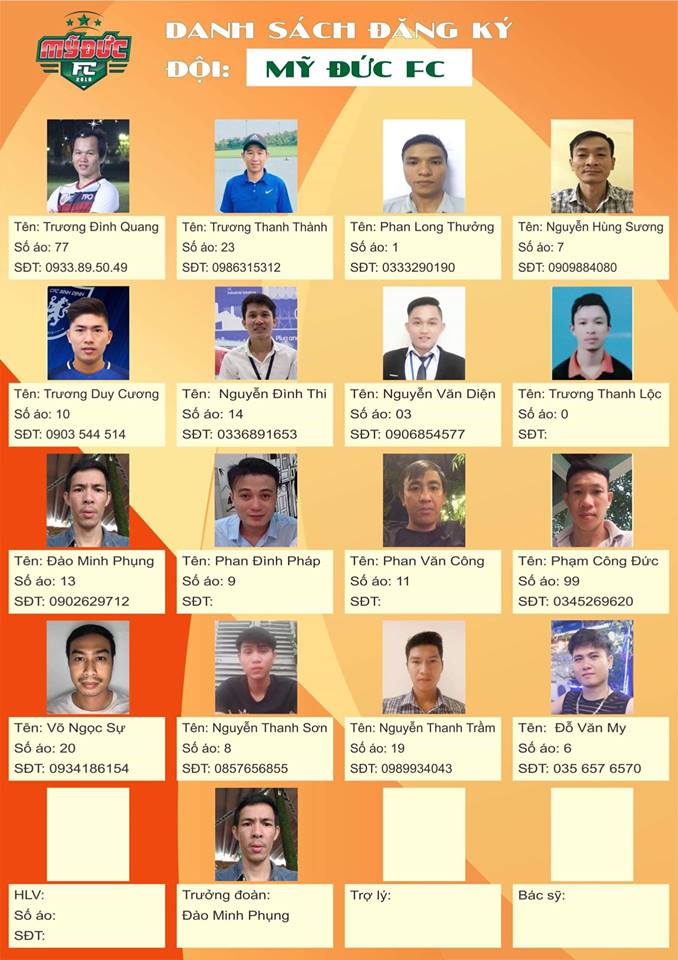 MỸ ĐỨC
FC
2018
DANH SÁCH ĐĂNG KÝ
ĐỘI: MỸ ĐỨC FC
Tên: Trương Đình Quang
Số áo: 77
SĐT: 0933.89.50.49
Tên: Trương Thanh Thành
Số áo: 23
SĐT: 0986315312
Tên: Phan Long Thưởng
Số áo: 1
SĐT: 0333290190
Tên: Nguyễn Hùng Sương
Số áo: 7
SĐT: 0909884080
CFC BÌNH ĐỊNH
Tên: Trương Duy Cương
Số áo: 10
SĐT: 0903 544 514
Tên: Nguyễn Đình Thi
Số áo: 14
SĐT: 0336891653
Tên: Nguyễn Văn Diện
Số áo: 03
SĐT: 0906854577
Tên: Trương Thanh Lộc
Số áo: 0
SĐT:
Tên: Đào Minh Phụng
Số áo: 13
SĐT: 0902629712
Tên: Phan Đình Pháp
Số áo: 9
SĐT:
Tên: Phan Văn Công
Số áo: 11
SĐT:
Tên: Phạm Công Đức
Số áo: 99
SĐT: 0345269620
Tên: Võ Ngọc Sự
Số áo: 20
SĐT: 0934186154
Tên: Nguyễn Thanh Sơn
Số áo: 8
SĐT: 0857656855
Tên: Nguyễn Thanh Trầm
Số áo: 19
SĐT: 0989934043
Tên: Đỗ Văn My
Số áo: 6
SĐT: 035 657 6570
HLV:
Số áo:
SĐT:
Trưởng đoàn:
Đào Minh Phụng
Trợ lý:
Bác sỹ: